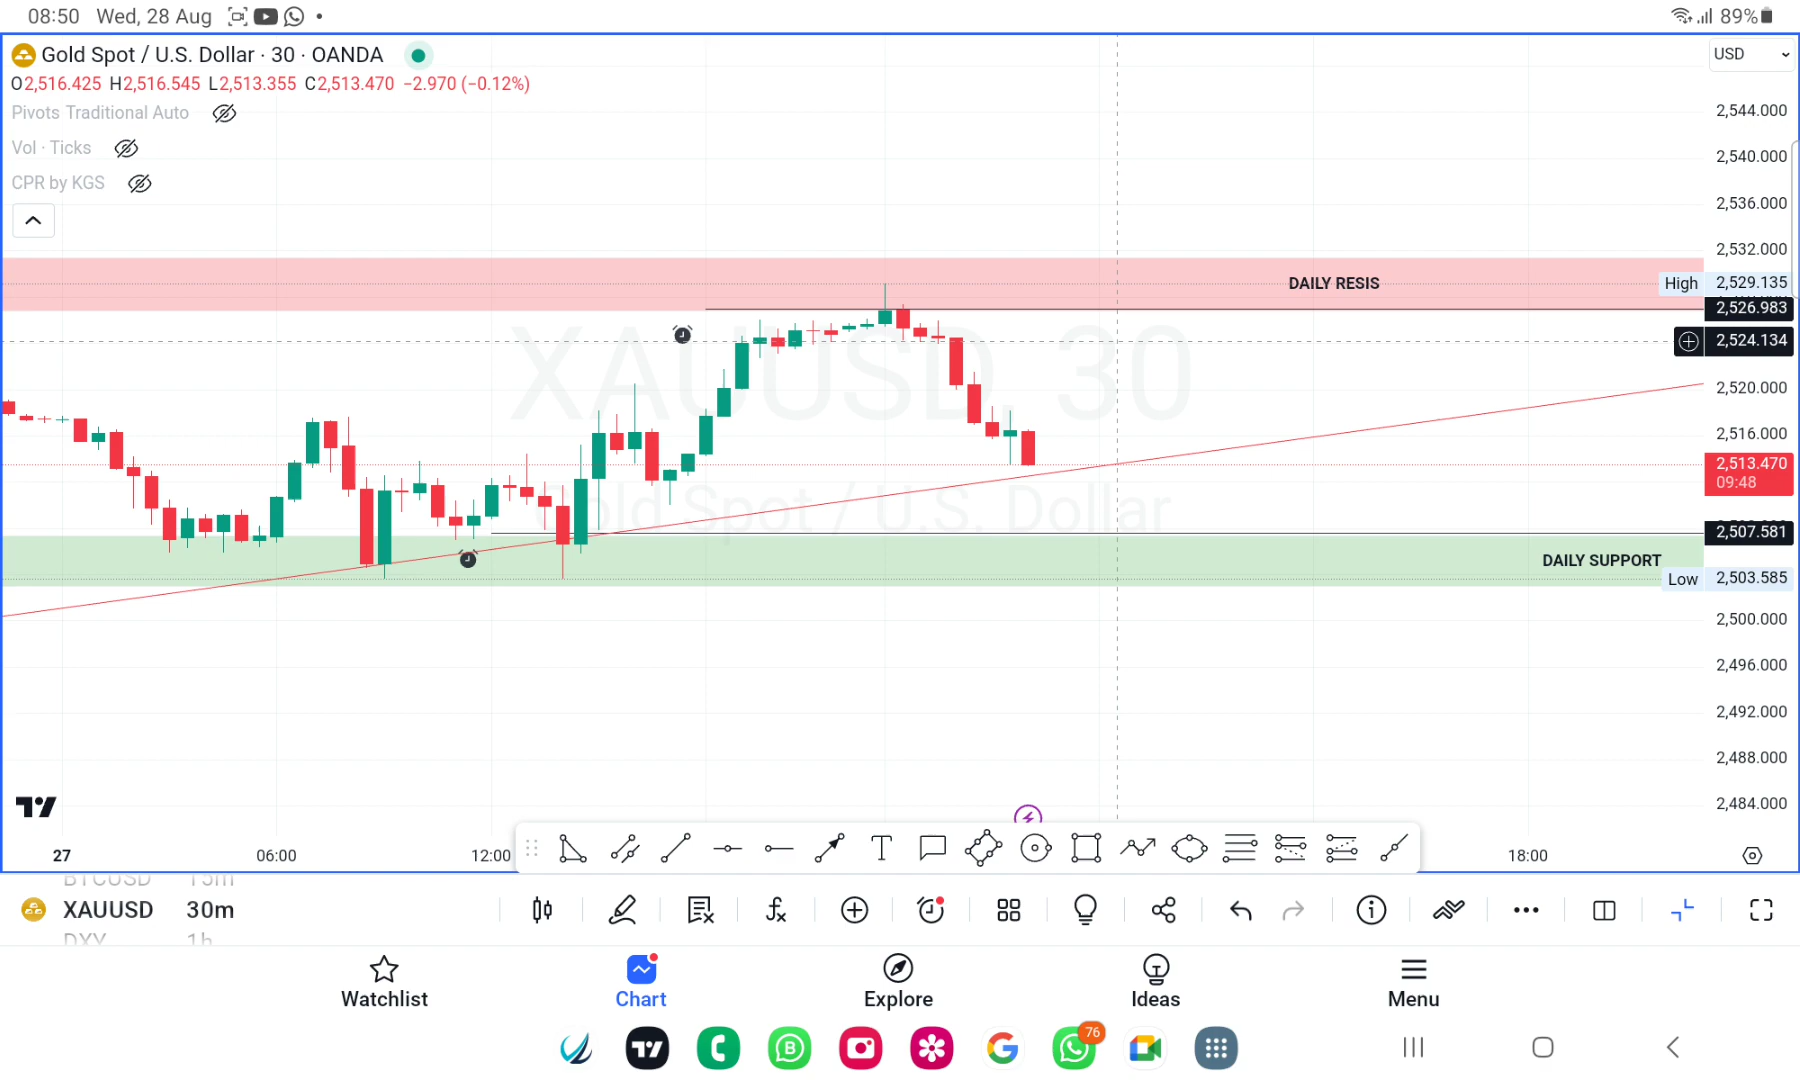 08:50 Wed, 28 Aug
89%
Gold Spot / U.S. Dollar · 30 · OANDA
USD
O2,516.425 H2,516.545 L2,513.355 C2,513.470 −2.970 (−0.12%)
Pivots Traditional Auto
Vol · Ticks
CPR by KGS
2,544.000
2,540.000
2,536.000
2,532.000
DAILY RESIS
High 2,529.135
2,526.983
2,524.134
XAUUSD, 30
2,520.000
2,516.000
2,513.470
09:48
Gold Spot / U.S. Dollar
2,507.581
DAILY SUPPORT
Low 2,503.585
2,500.000
2,496.000
2,492.000
2,488.000
2,484.000
27 06:00 12:00 18:00
BTCUSD 15m
XAUUSD 30m
DXY 1h
Watchlist
Chart
Explore
Ideas
Menu
76